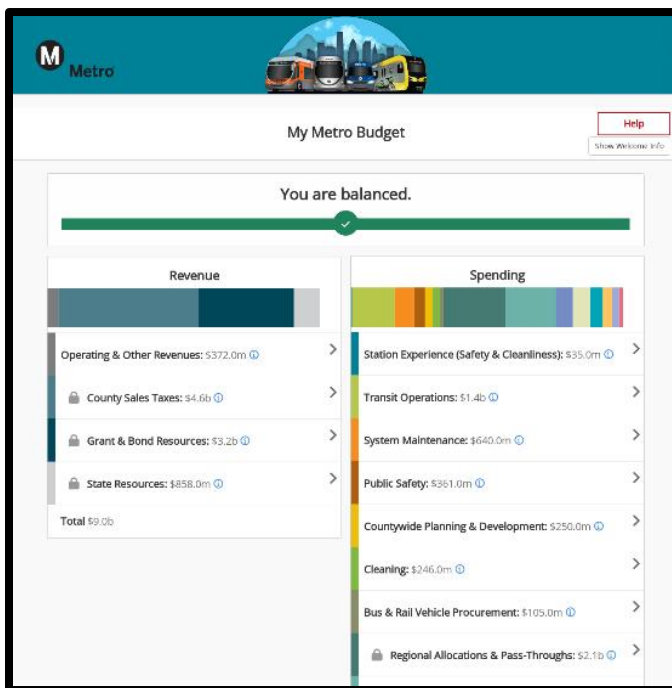 M
Metro
My Metro Budget
Help
Show Welcome Info
You are balanced.
Revenue
Operating & Other Revenues: $372.0m
County Sales Taxes: $4.6b
Grant & Bond Resources: $3.2b
State Resources: $858.0m
Total $9.0b
Spending
Station Experience (Safety & Cleanliness): $35.0m
Transit Operations: $1.4b
System Maintenance: $640.0m
Public Safety: $361.0m
Countywide Planning & Development: $250.0m
Cleaning: $246.0m
Bus & Rail Vehicle Procurement: $105.0m
Regional Allocations & Pass-Throughs: $2.1b